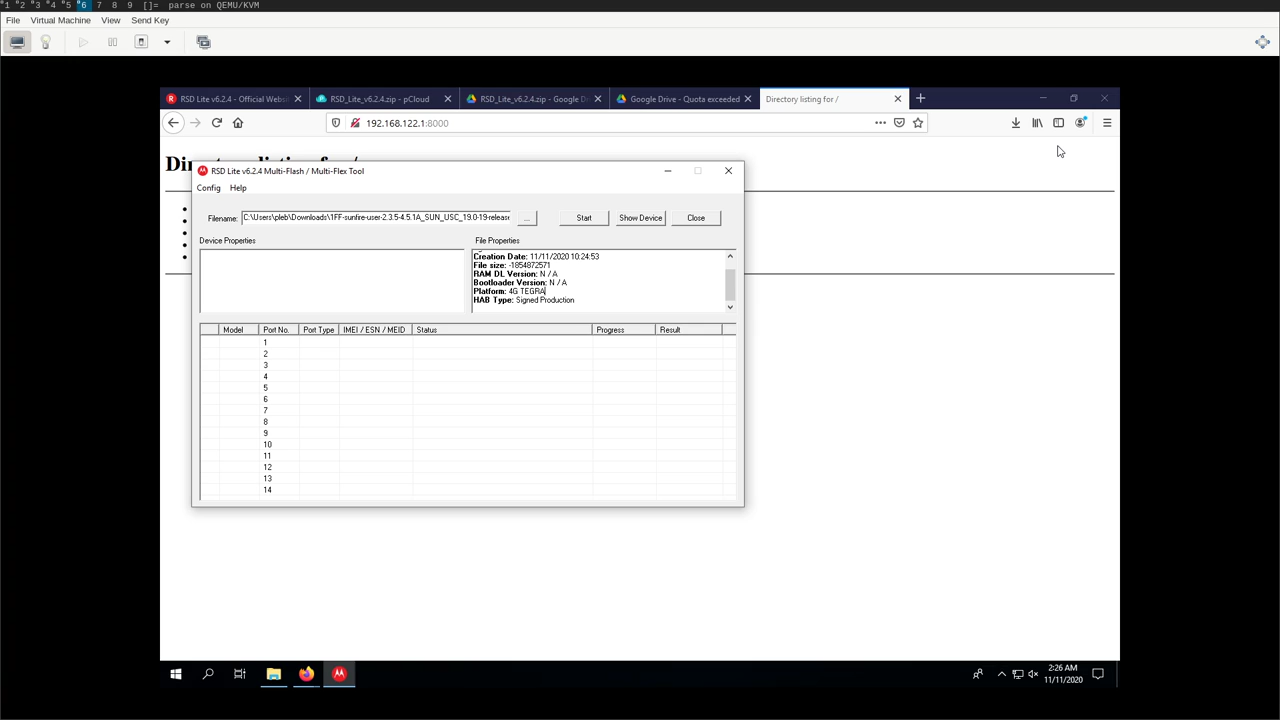 1 2 3 4 5 6 7 8 9 []= parse on QEMU/KVM
File Virtual Machine View Send Key
RSD Lite v6.2.4 - Official Websi
RSD_Lite_v6.2.4.zip - pCloud
RSD_Lite_v6.2.4.zip - Google D
Google Drive - Quota exceeded
Directory listing for /
192.168.122.1:8000
RSD Lite v6.2.4 Multi-Flash / Multi-Flex Tool
Config Help
Filename: C:\Users\pleb\Downloads\1FF-sunfire-user-2.3.5-4.5.1A_SUN_USC_19.0-19-release ... Start Show Device Close
Device Properties File Properties
Creation Date: 11/11/2020 10:24:53
File size: -1854872571
RAM DL Version: N / A
Bootloader Version: N / A
Platform: 4G TEGRA
HAB Type: Signed Production
Model Port No. Port Type IMEI / ESN / MEID Status Progress Result
1
2
3
4
5
6
7
8
9
10
11
12
13
14
2:26 AM
11/11/2020